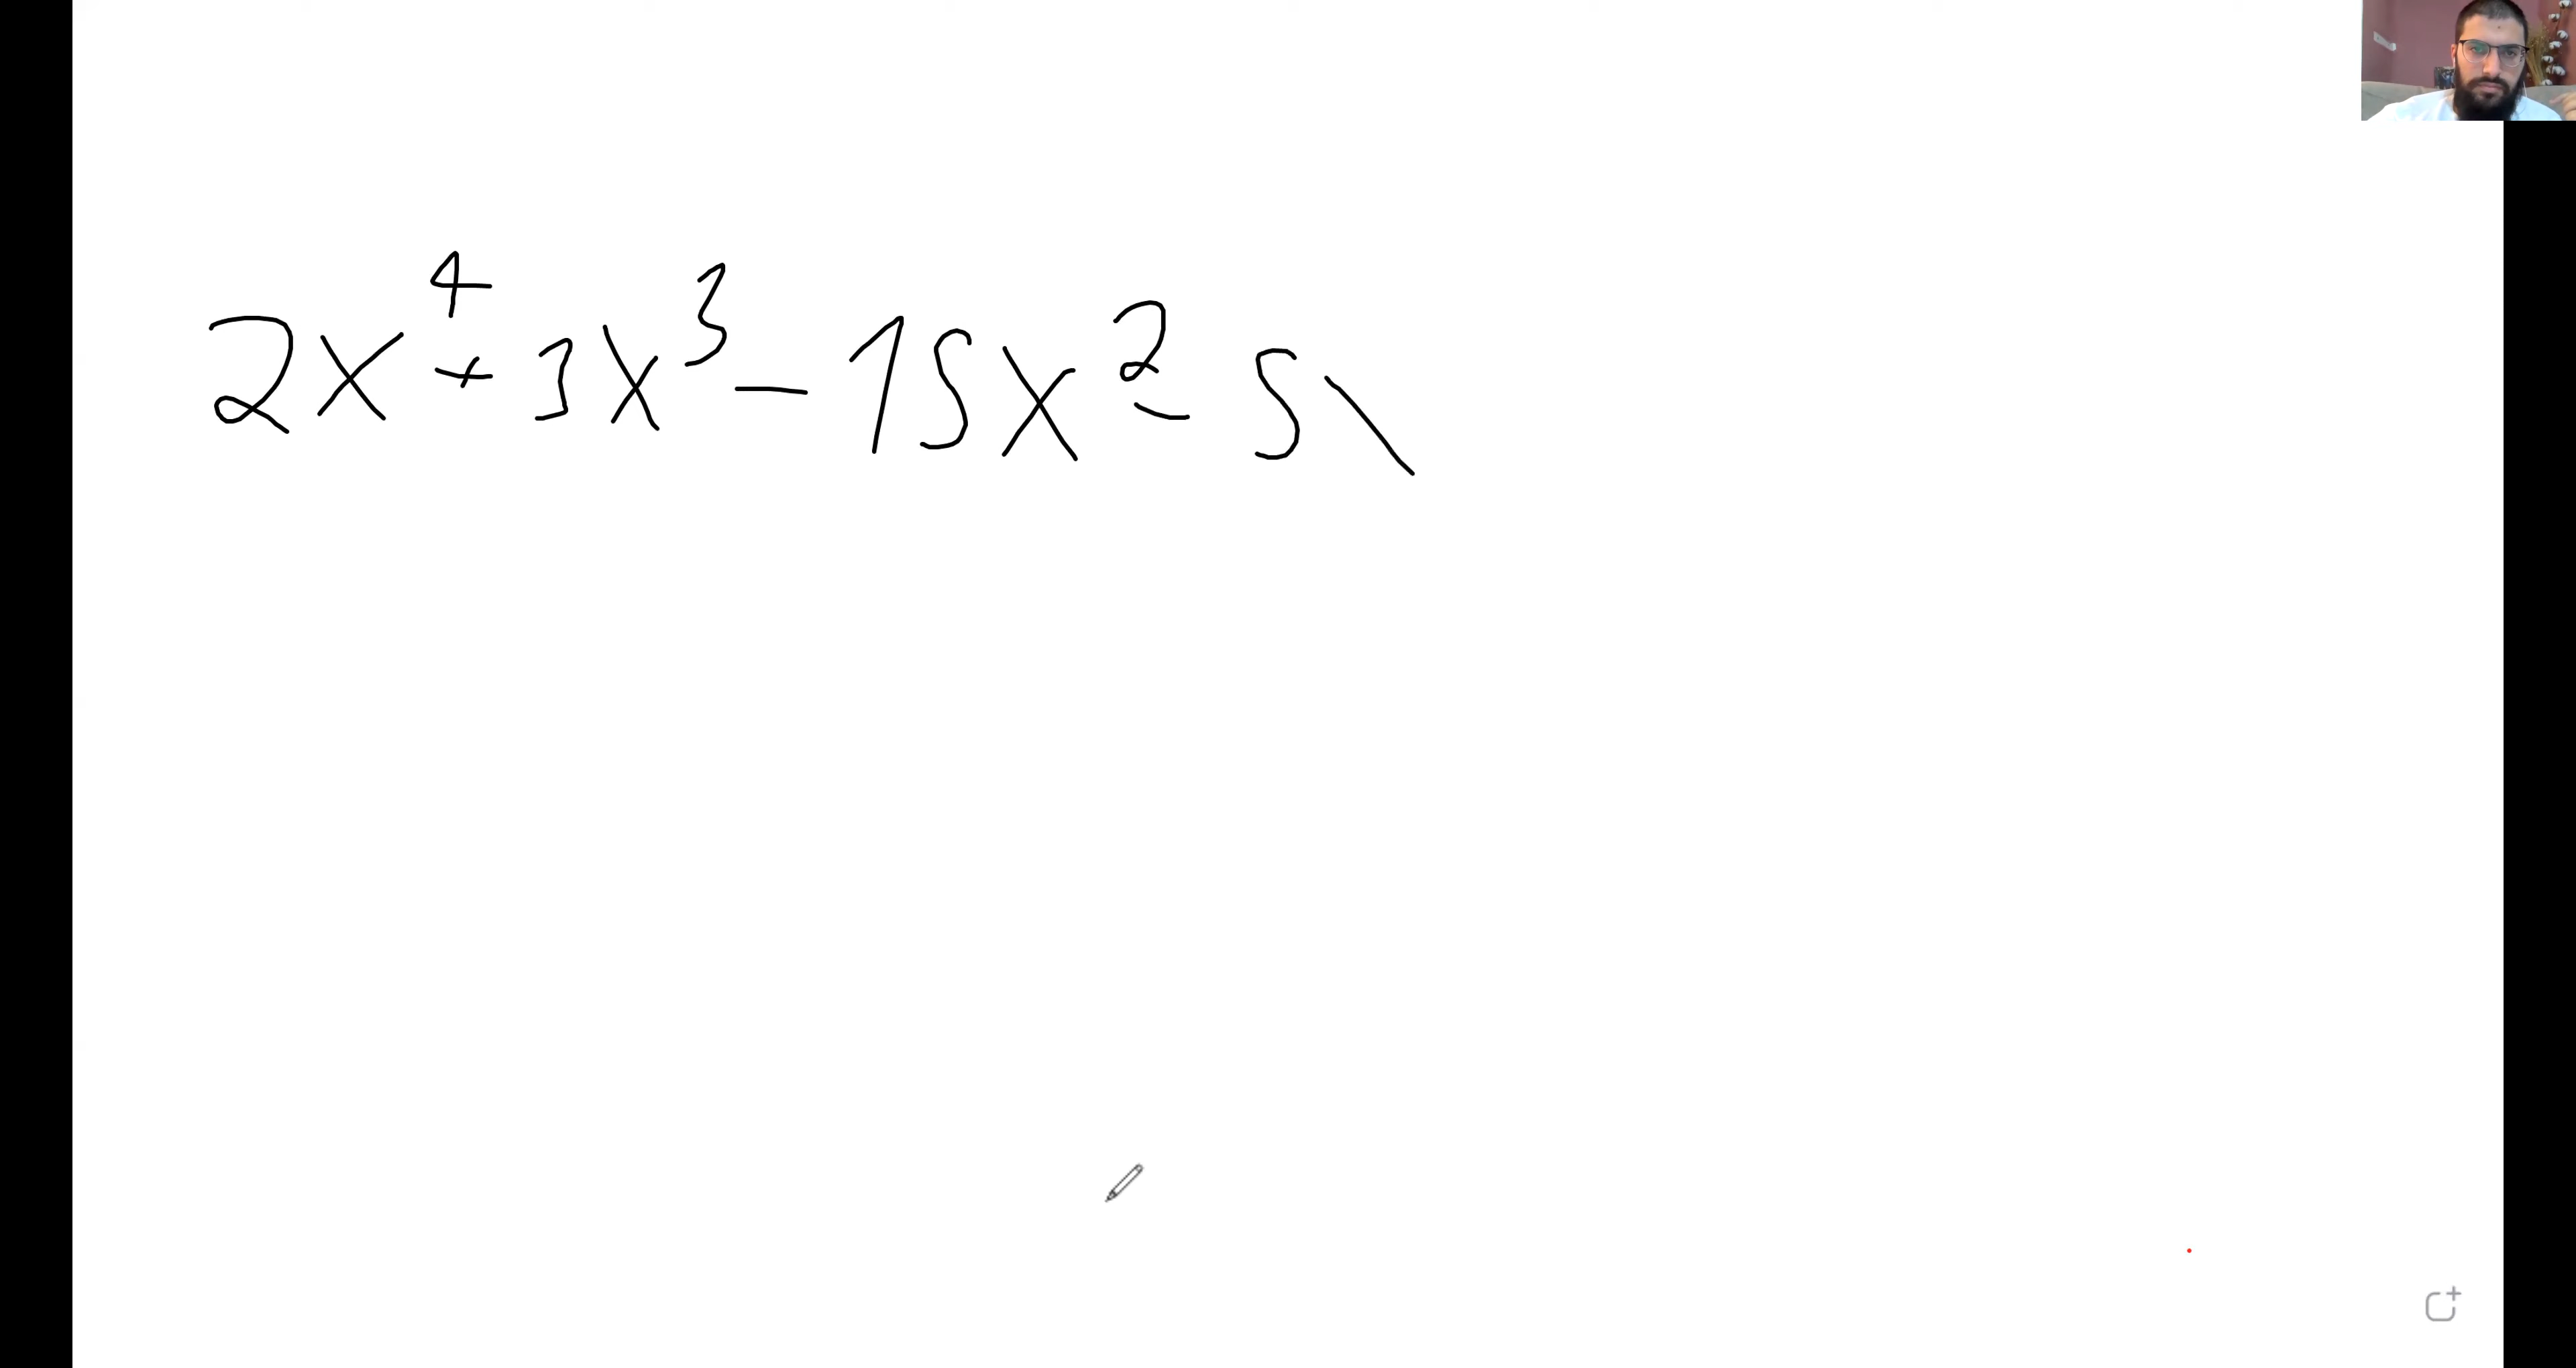 2x⁴ + 3x³ - 15x² - 5\